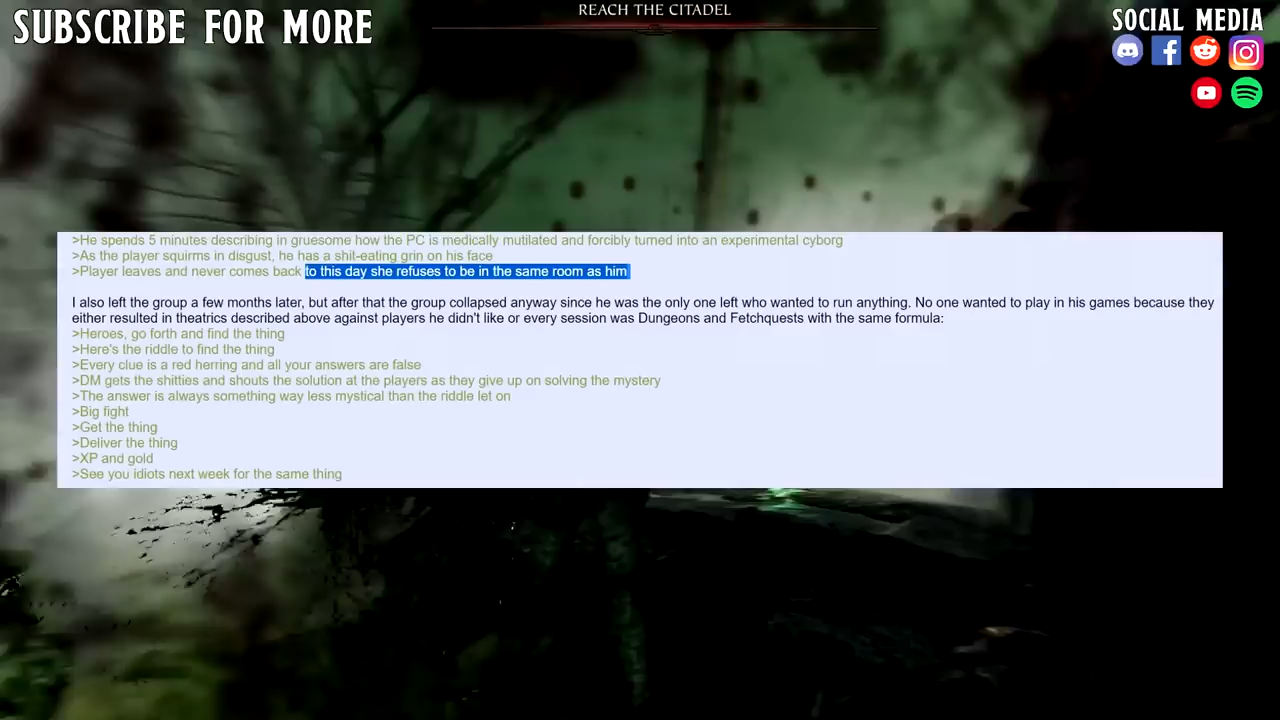 SUBSCRIBE FOR MORE
REACH THE CITADEL
SOCIAL MEDIA
>He spends 5 minutes describing in gruesome how the PC is medically mutilated and forcibly turned into an experimental cyborg
>As the player squirms in disgust, he has a shit-eating grin on his face
>Player leaves and never comes back to this day she refuses to be in the same room as him
I also left the group a few months later, but after that the group collapsed anyway since he was the only one left who wanted to run anything. No one wanted to play in his games because they
either resulted in theatrics described above against players he didn't like or every session was Dungeons and Fetchquests with the same formula:
>Heroes, go forth and find the thing
>Here's the riddle to find the thing
>Every clue is a red herring and all your answers are false
>DM gets the shitties and shouts the solution at the players as they give up on solving the mystery
>The answer is always something way less mystical than the riddle let on
>Big fight
>Get the thing
>Deliver the thing
>XP and gold
>See you idiots next week for the same thing